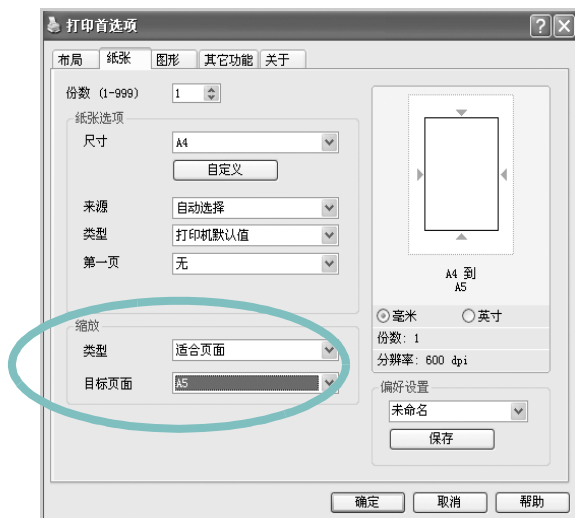 打印首选项
布局 纸张 图形 其它功能 关于
份数 (1-999) 1
纸张选项
尺寸 A4
自定义
来源 自动选择
类型 打印机默认值
第一页 无
缩放
类型 适合页面
目标页面 A5
A4 到
A5
毫米 英寸
份数: 1
分辨率: 600 dpi
偏好设置
未命名
保存
确定 取消 帮助